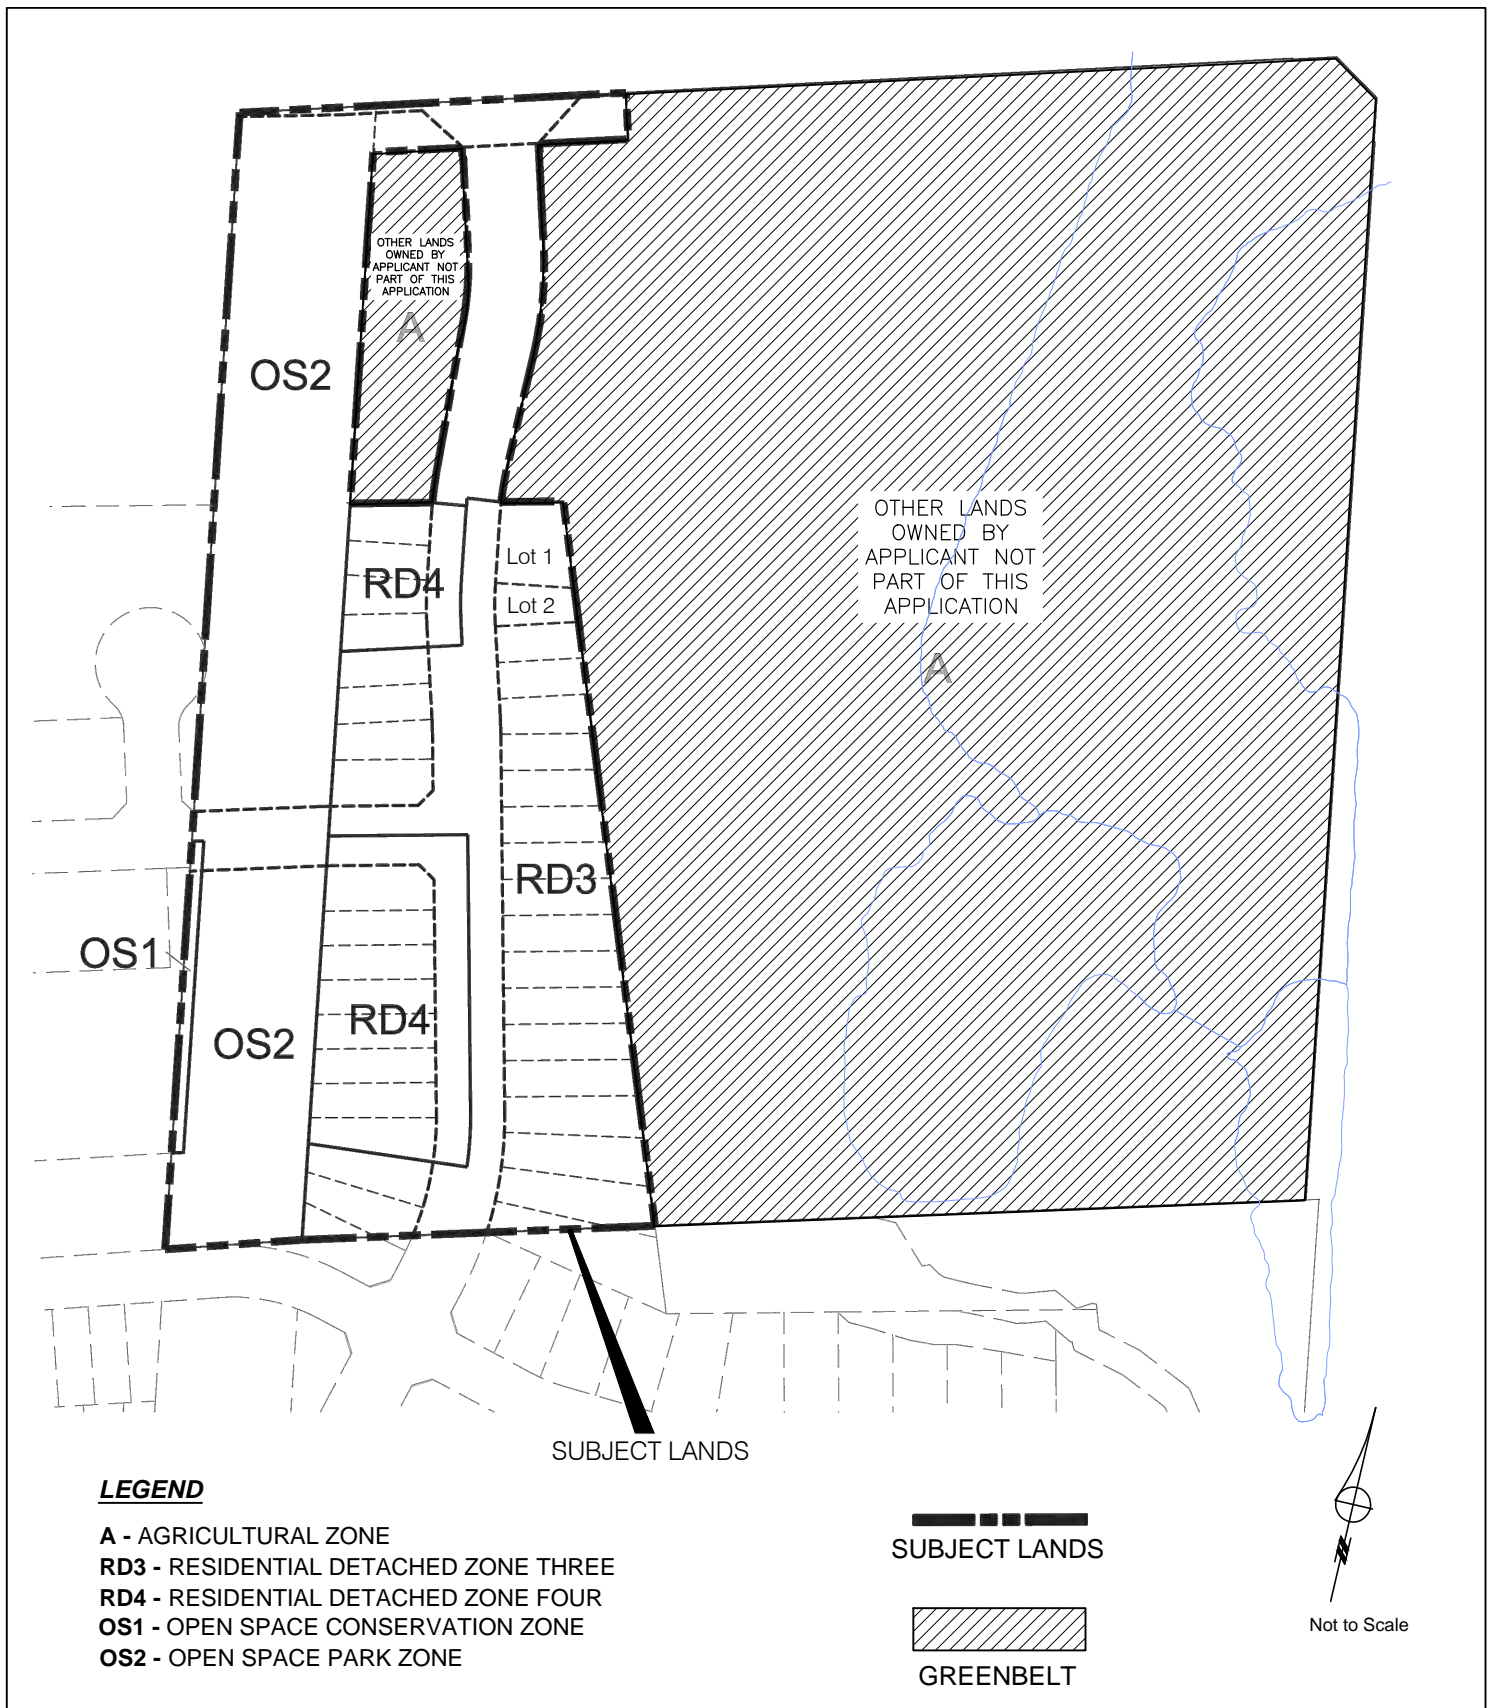 OTHER LANDS
OWNED BY
APPLICANT NOT
PART OF THIS
APPLICATION
A
OS2
OTHER LANDS
OWNED BY
APPLICANT NOT
PART OF THIS
APPLICATION
A
Lot 1
RD4
Lot 2
RD3
OS1
RD4
OS2
SUBJECT LANDS
LEGEND
A - AGRICULTURAL ZONE
RD3 - RESIDENTIAL DETACHED ZONE THREE
RD4 - RESIDENTIAL DETACHED ZONE FOUR
OS1 - OPEN SPACE CONSERVATION ZONE
OS2 - OPEN SPACE PARK ZONE
SUBJECT LANDS
GREENBELT
N
Not to Scale